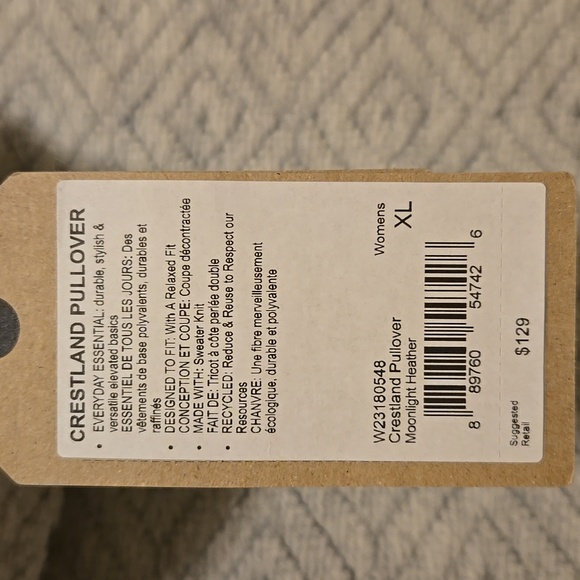 CRESTLAND PULLOVER
• EVERYDAY ESSENTIAL: durable, stylish &
versatile elevated basics
ESSENTIEL DE TOUS LES JOURS: Des
vêtements de base polyvalents, durables et
raffinés
• DESIGNED TO FIT: With A Relaxed Fit
CONCEPTION ET COUPE: Coupe décontractée
• MADE WITH: Sweater Knit
FAIT DE: Tricot à côte perlée double
• RECYCLED: Reduce & Reuse to Respect our
Resources
CHANVRE: Une fibre merveilleusement
écologique, durable et polyvalente
W23180548
Crestland Pullover
Moonlight Heather
Womens
XL
8 89760 54742 6
Suggested
Retail
$129